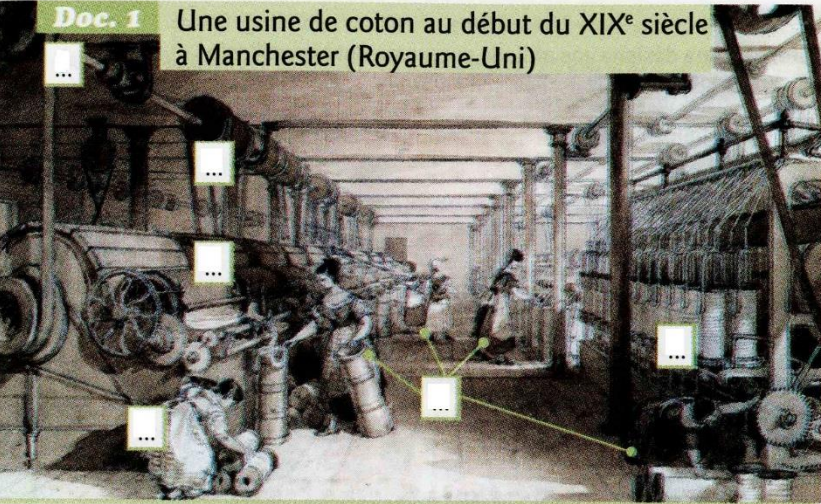 Doc. 1
Une usine de coton au début du XIXᵉ siècle
à Manchester (Royaume-Uni)
...
...
...
...
...
...